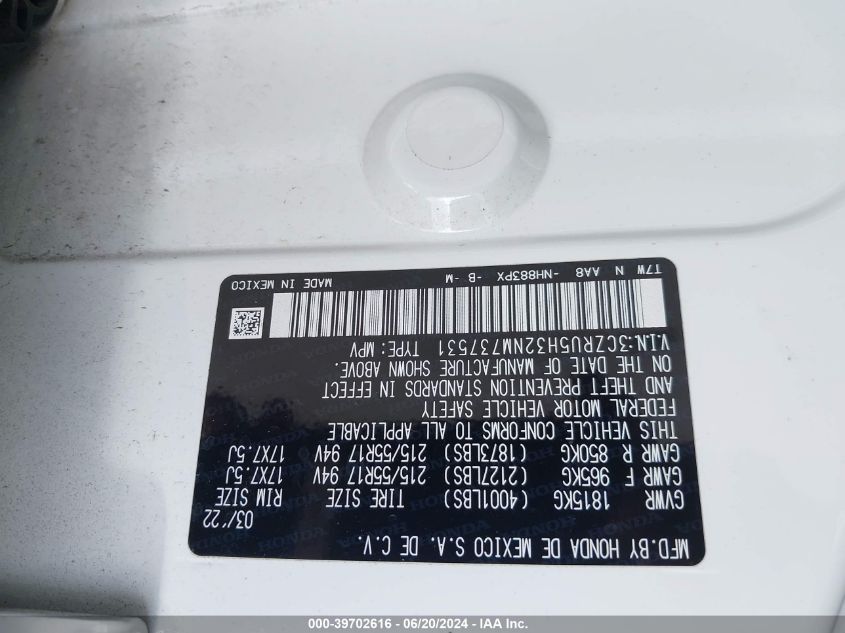 MFD.BY HONDA DE MEXICO S.A. DE C.V.
03/'22
GVWR 1815KG (4001LBS) TIRE SIZE RIM SIZE
GAWR F 965KG (2127LBS) 215/55R17 94V 17X7.5J
GAWR R 850KG (1873LBS) 215/55R17 94V 17X7.5J
THIS VEHICLE CONFORMS TO ALL APPLICABLE
FEDERAL MOTOR VEHICLE SAFETY
AND THEFT PREVENTION STANDARDS IN EFFECT
ON THE DATE OF MANUFACTURE SHOWN ABOVE.
V.I.N:3CZRU5H32NM737531 TYPE: MPV
T7W N AA8 -NH883PX -B -M MADE IN MEXICO
000-39702616 - 06/20/2024 - IAA Inc.